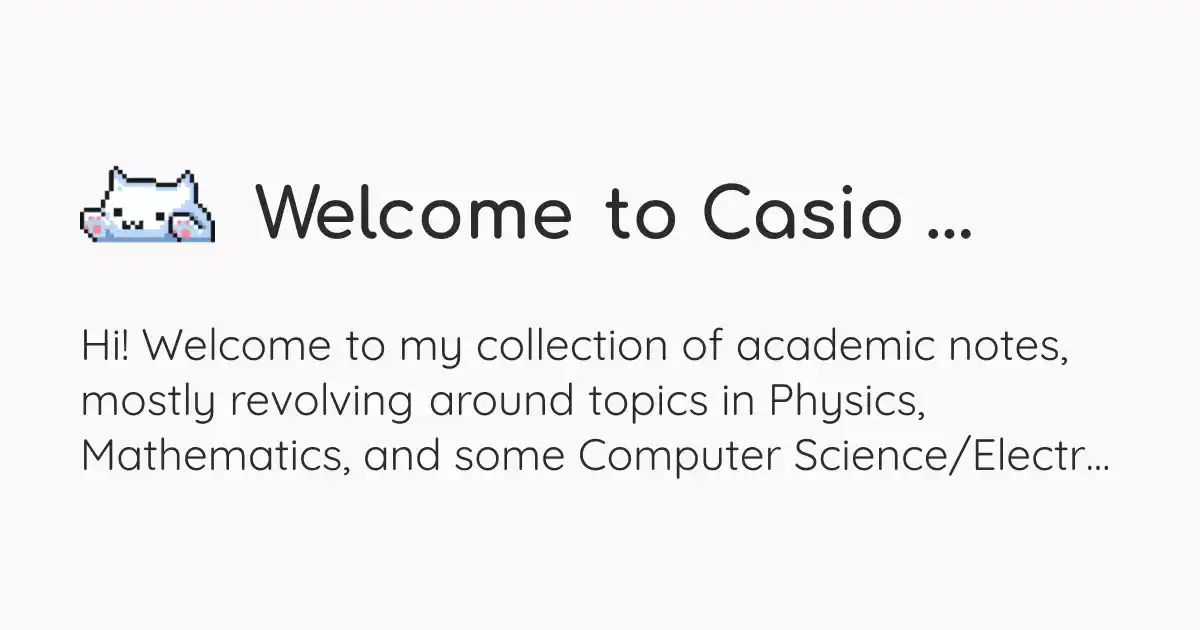 Welcome to Casio ...
Hi! Welcome to my collection of academic notes,
mostly revolving around topics in Physics,
Mathematics, and some Computer Science/Electr...